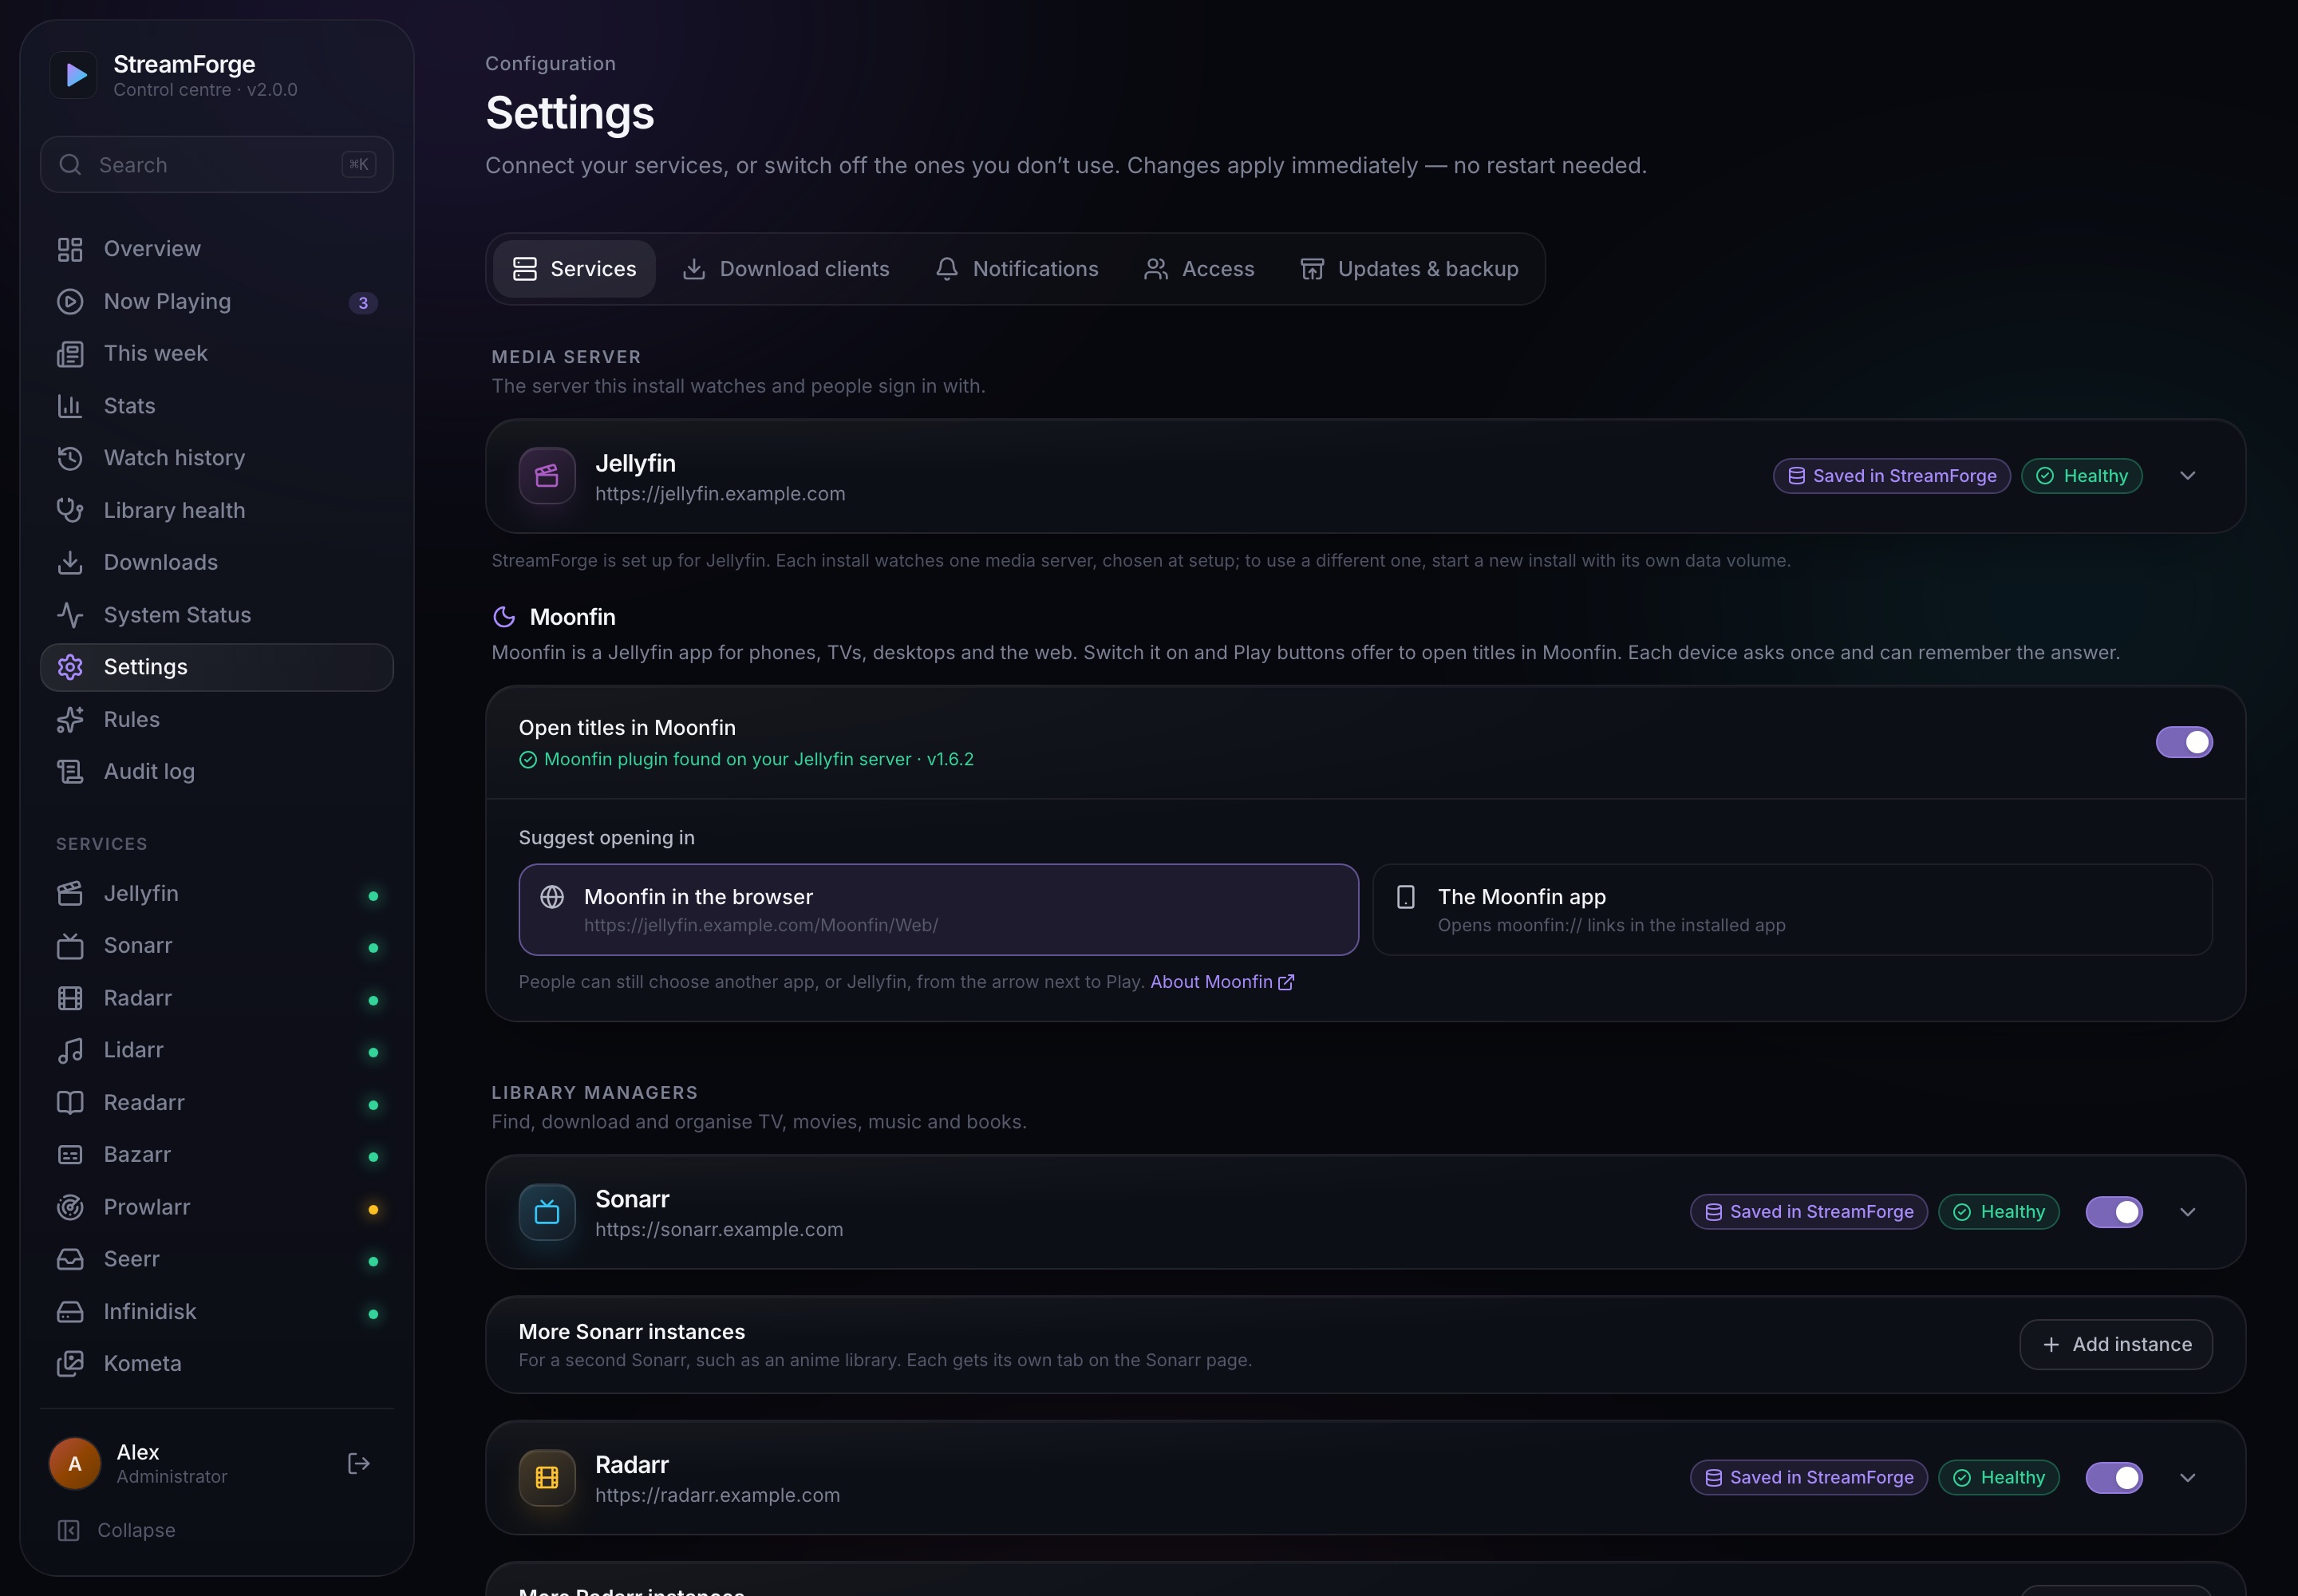 StreamForge
Control centre · v2.0.0
Search
⌘K
Overview
Now Playing
3
This week
Stats
Watch history
Library health
Downloads
System Status
Settings
Rules
Audit log
SERVICES
Jellyfin
Sonarr
Radarr
Lidarr
Readarr
Bazarr
Prowlarr
Seerr
Infinidisk
Kometa
A
Alex
Administrator
Collapse
Configuration
Settings
Connect your services, or switch off the ones you don’t use. Changes apply immediately — no restart needed.
Services
Download clients
Notifications
Access
Updates & backup
MEDIA SERVER
The server this install watches and people sign in with.
Jellyfin
https://jellyfin.example.com
Saved in StreamForge
Healthy
StreamForge is set up for Jellyfin. Each install watches one media server, chosen at setup; to use a different one, start a new install with its own data volume.
Moonfin
Moonfin is a Jellyfin app for phones, TVs, desktops and the web. Switch it on and Play buttons offer to open titles in Moonfin. Each device asks once and can remember the answer.
Open titles in Moonfin
Moonfin plugin found on your Jellyfin server · v1.6.2
Suggest opening in
Moonfin in the browser
https://jellyfin.example.com/Moonfin/Web/
The Moonfin app
Opens moonfin:// links in the installed app
People can still choose another app, or Jellyfin, from the arrow next to Play. About Moonfin
LIBRARY MANAGERS
Find, download and organise TV, movies, music and books.
Sonarr
https://sonarr.example.com
Saved in StreamForge
Healthy
More Sonarr instances
For a second Sonarr, such as an anime library. Each gets its own tab on the Sonarr page.
Add instance
Radarr
https://radarr.example.com
Saved in StreamForge
Healthy
More Radarr instances